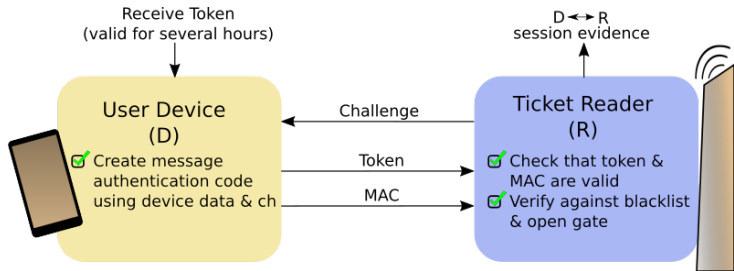 Receive Token
(valid for several hours)
D R
session evidence
User Device
(D)
Create message
authentication code
using device data & ch
Challenge
Token
MAC
Ticket Reader
(R)
Check that token &
MAC are valid
Verify against blacklist
& open gate